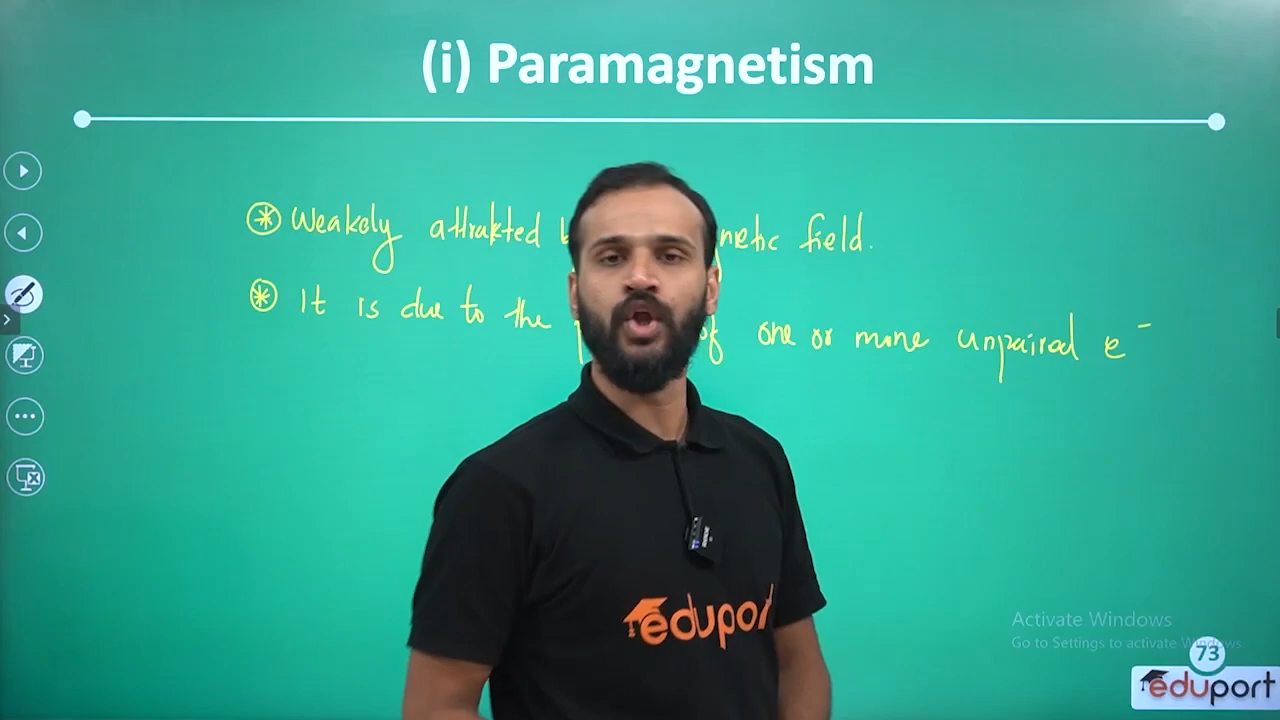 (i) Paramagnetism
Weakely attrakted netic field.
It is due to the of one or more unpaired e⁻
eduport
Activate Windows
Go to Settings to activate Windows.
73
eduport